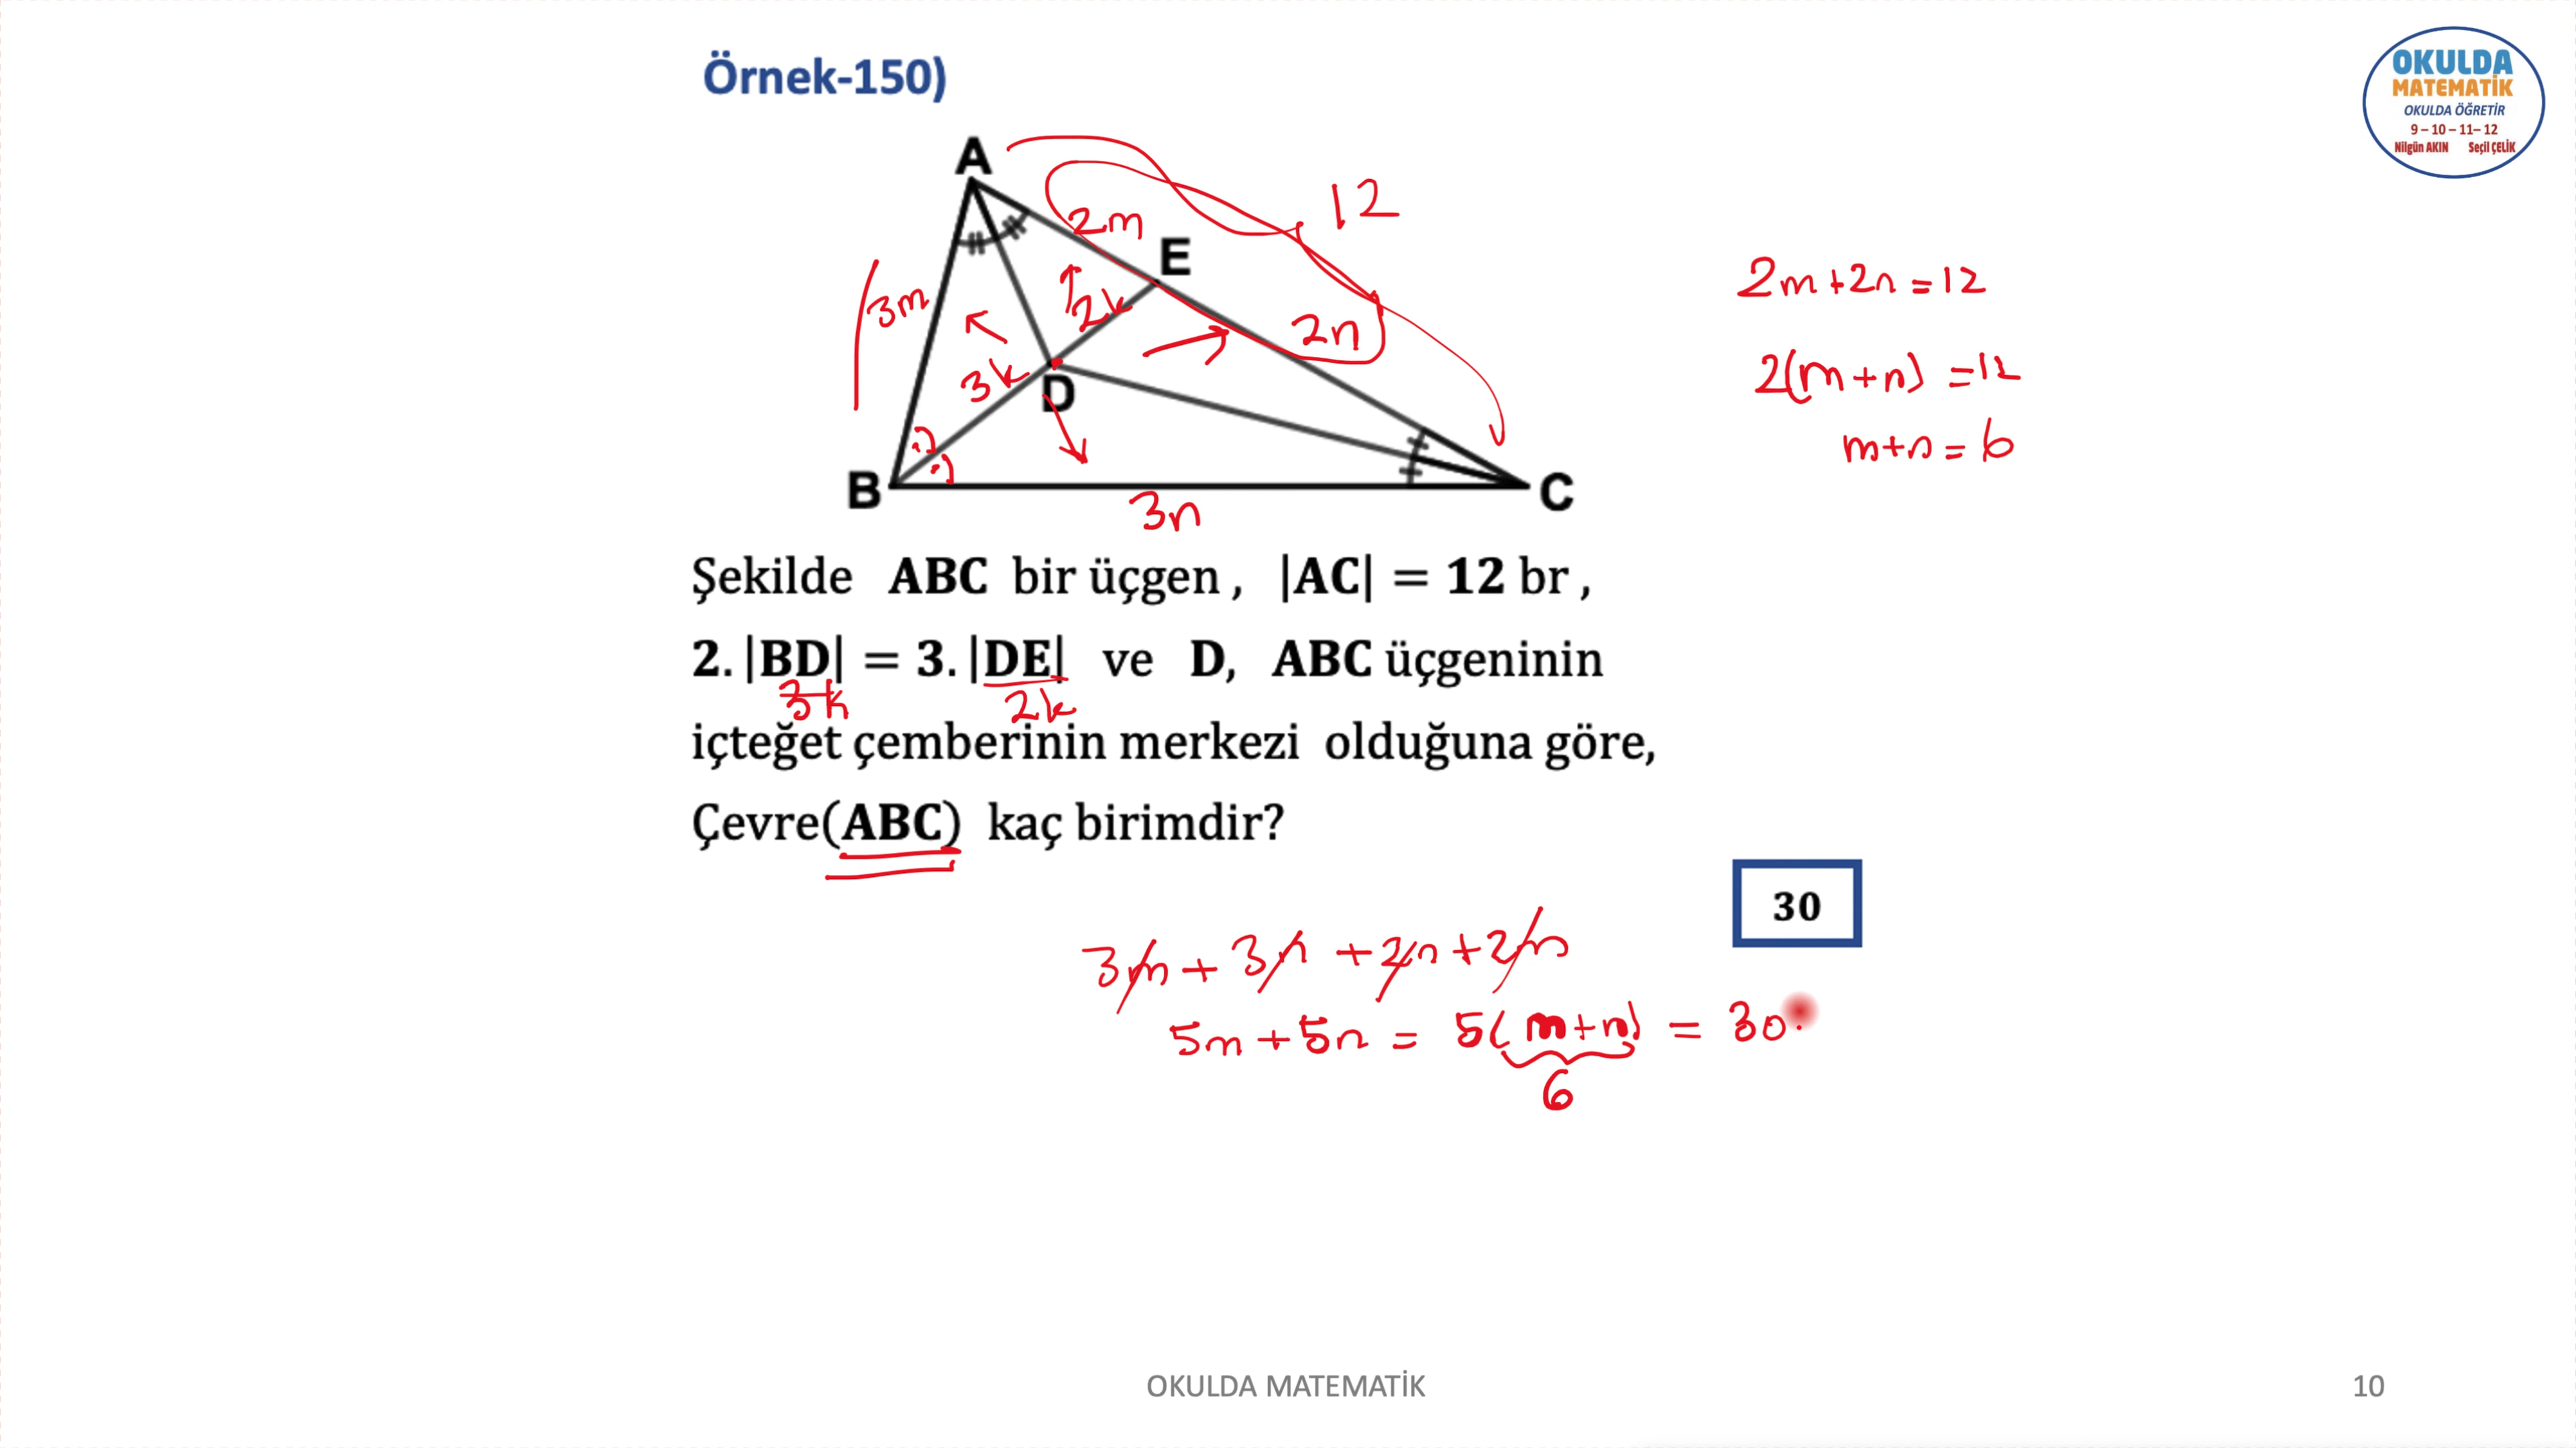 Örnek-150)
OKULDA
MATEMATİK
OKULDA ÖĞRETİR
9 – 10 – 11– 12
Nilgün AKIN Seçil ÇELİK
A
12
2m
E
3m
2k
2n
3k
D
B
C
3n
2m+2n=12
2(m+n) =12
m+n=6
Şekilde ABC bir üçgen , |AC| = 12 br ,
2. |BD| = 3. |DE| ve D, ABC üçgeninin
3k 2k
içteğet çemberinin merkezi olduğuna göre,
Çevre(ABC) kaç birimdir?
30
3m + 3n + 2n + 2m
5m + 5n = 5(m+n) = 30.
6
OKULDA MATEMATİK
10